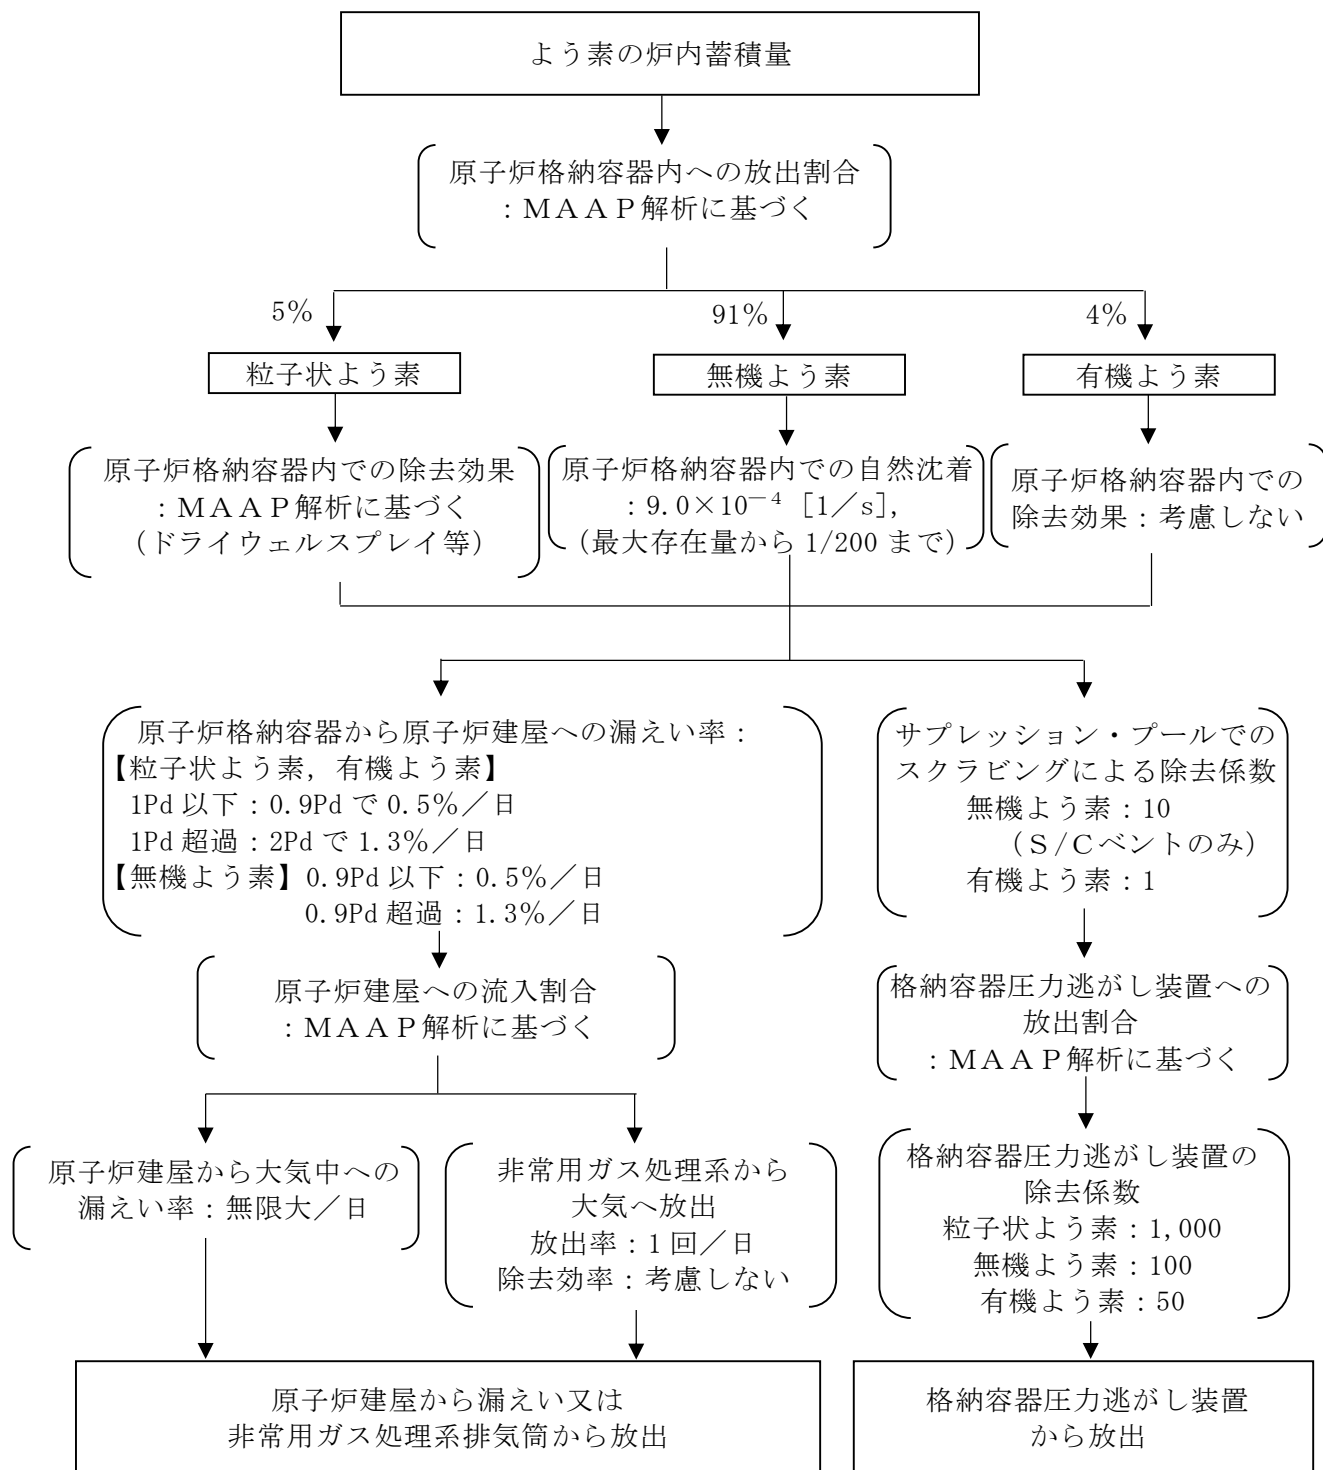 よう素の炉内蓄積量
原子炉格納容器内への放出割合
：ＭＡＡＰ解析に基づく
5％
91％
4％
粒子状よう素
無機よう素
有機よう素
原子炉格納容器内での除去効果
：ＭＡＡＰ解析に基づく
（ドライウェルスプレイ等）
原子炉格納容器内での自然沈着
：9.0×10⁻⁴［1／s］，
（最大存在量から 1/200 まで）
原子炉格納容器内での
除去効果：考慮しない
原子炉格納容器から原子炉建屋への漏えい率：
【粒子状よう素，有機よう素】
1Pd 以下：0.9Pd で 0.5％／日
1Pd 超過：2Pd で 1.3％／日
【無機よう素】0.9Pd 以下：0.5％／日
0.9Pd 超過：1.3％／日
サプレッション・プールでの
スクラビングによる除去係数
無機よう素：10
（Ｓ/Ｃベントのみ）
有機よう素：1
原子炉建屋への流入割合
：ＭＡＡＰ解析に基づく
格納容器圧力逃がし装置への
放出割合
：ＭＡＡＰ解析に基づく
原子炉建屋から大気中への
漏えい率：無限大／日
非常用ガス処理系から
大気へ放出
放出率：1 回／日
除去効率：考慮しない
格納容器圧力逃がし装置の
除去係数
粒子状よう素：1,000
無機よう素：100
有機よう素：50
原子炉建屋から漏えい又は
非常用ガス処理系排気筒から放出
格納容器圧力逃がし装置
から放出